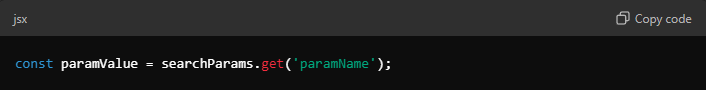 jsx
Copy code
const paramValue = searchParams.get('paramName');